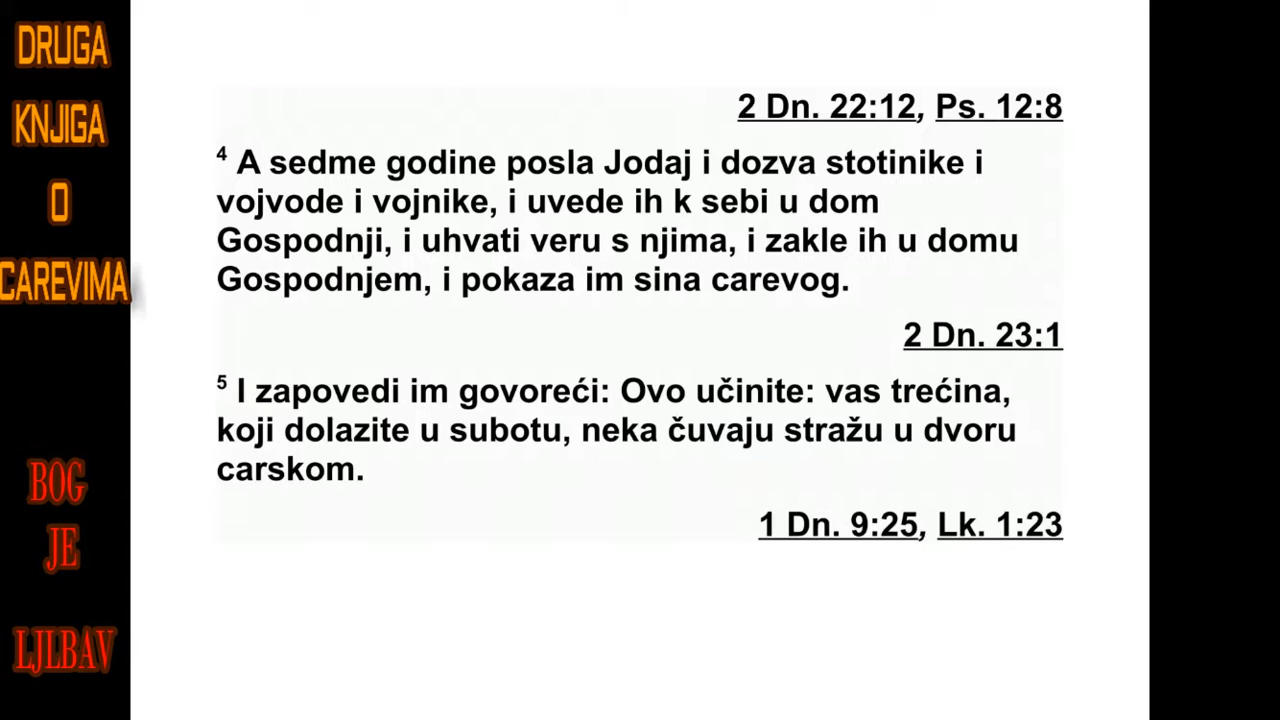 DRUGA
KNJIGA
O
CAREVIMA
BOG
JE
LJLBAV
2 Dn. 22:12, Ps. 12:8
4 A sedme godine posla Jodaj i dozva stotinike i
vojvode i vojnike, i uvede ih k sebi u dom
Gospodnji, i uhvati veru s njima, i zakle ih u domu
Gospodnjem, i pokaza im sina carevog.
2 Dn. 23:1
5 I zapovedi im govoreći: Ovo učinite: vas trećina,
koji dolazite u subotu, neka čuvaju stražu u dvoru
carskom.
1 Dn. 9:25, Lk. 1:23